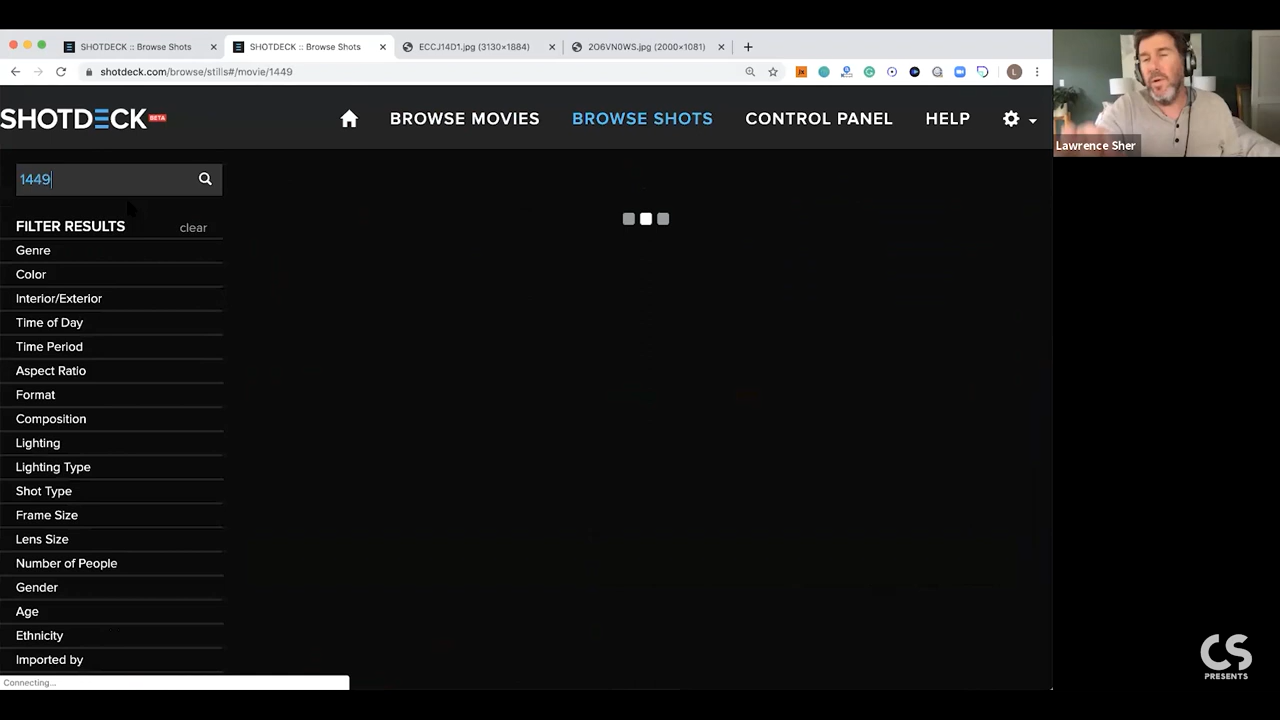 SHOTDECK :: Browse Shots
SHOTDECK :: Browse Shots
ECCJ14D1.jpg (3130×1884)
2O6VN0WS.jpg (2000×1081)
shotdeck.com/browse/stills#/movie/1449
L
SHOTDECK BETA
BROWSE MOVIES
BROWSE SHOTS
CONTROL PANEL
HELP
Lawrence Sher
1449
FILTER RESULTS clear
Genre
Color
Interior/Exterior
Time of Day
Time Period
Aspect Ratio
Format
Composition
Lighting
Lighting Type
Shot Type
Frame Size
Lens Size
Number of People
Gender
Age
Ethnicity
Imported by
Connecting...
CS
PRESENTS